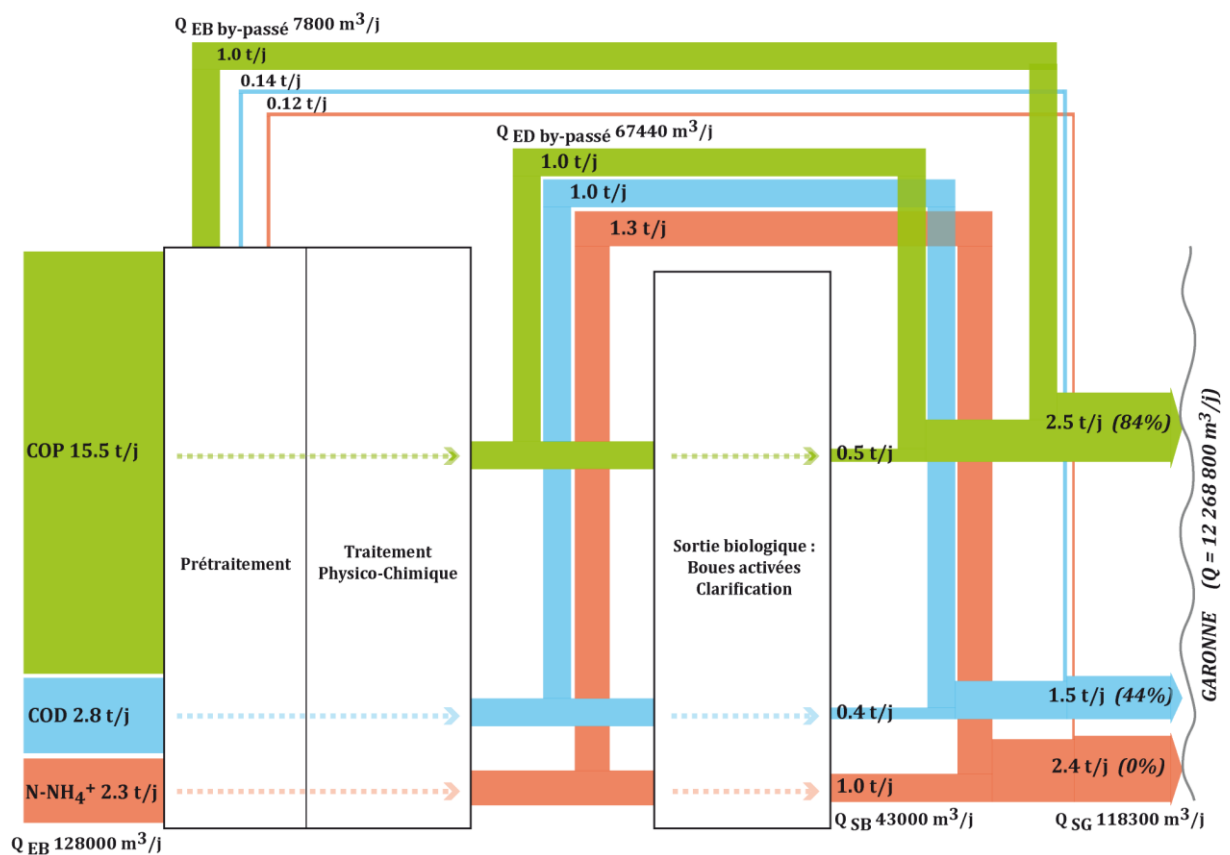 Q EB by-passé 7800 m³/j
1.0 t/j
0.14 t/j
0.12 t/j
Q ED by-passé 67440 m³/j
1.0 t/j
1.0 t/j
1.3 t/j
COP 15.5 t/j
0.5 t/j
2.5 t/j (84%)
Prétraitement
Traitement
Physico-Chimique
Sortie biologique :
Boues activées
Clarification
COD 2.8 t/j
0.4 t/j
1.5 t/j (44%)
N-NH₄⁺ 2.3 t/j
1.0 t/j
2.4 t/j (0%)
Q EB 128000 m³/j
Q SB 43000 m³/j
Q SG 118300 m³/j
GARONNE (Q = 12 268 800 m³/j)